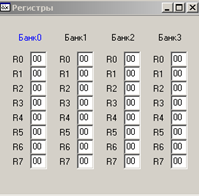 Регистры
Банк0 Банк1 Банк2 Банк3
R0 00 R0 00 R0 00 R0 00
R1 00 R1 00 R1 00 R1 00
R2 00 R2 00 R2 00 R2 00
R3 00 R3 00 R3 00 R3 00
R4 00 R4 00 R4 00 R4 00
R5 00 R5 00 R5 00 R5 00
R6 00 R6 00 R6 00 R6 00
R7 00 R7 00 R7 00 R7 00